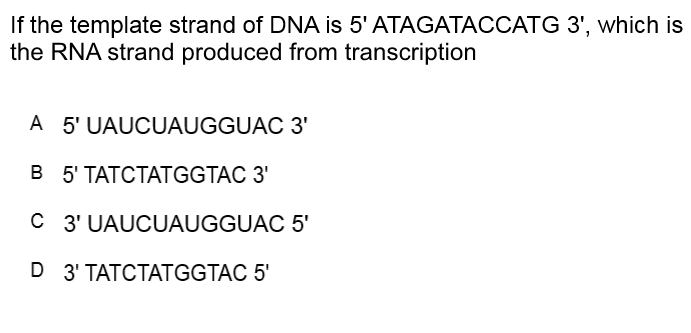 If the template strand of DNA is 5' ATAGATACCATG 3', which is
the RNA strand produced from transcription
A 5' UAUCUAUGGUAC 3'
B 5' TATCTATGGTAC 3'
C 3' UAUCUAUGGUAC 5'
D 3' TATCTATGGTAC 5'